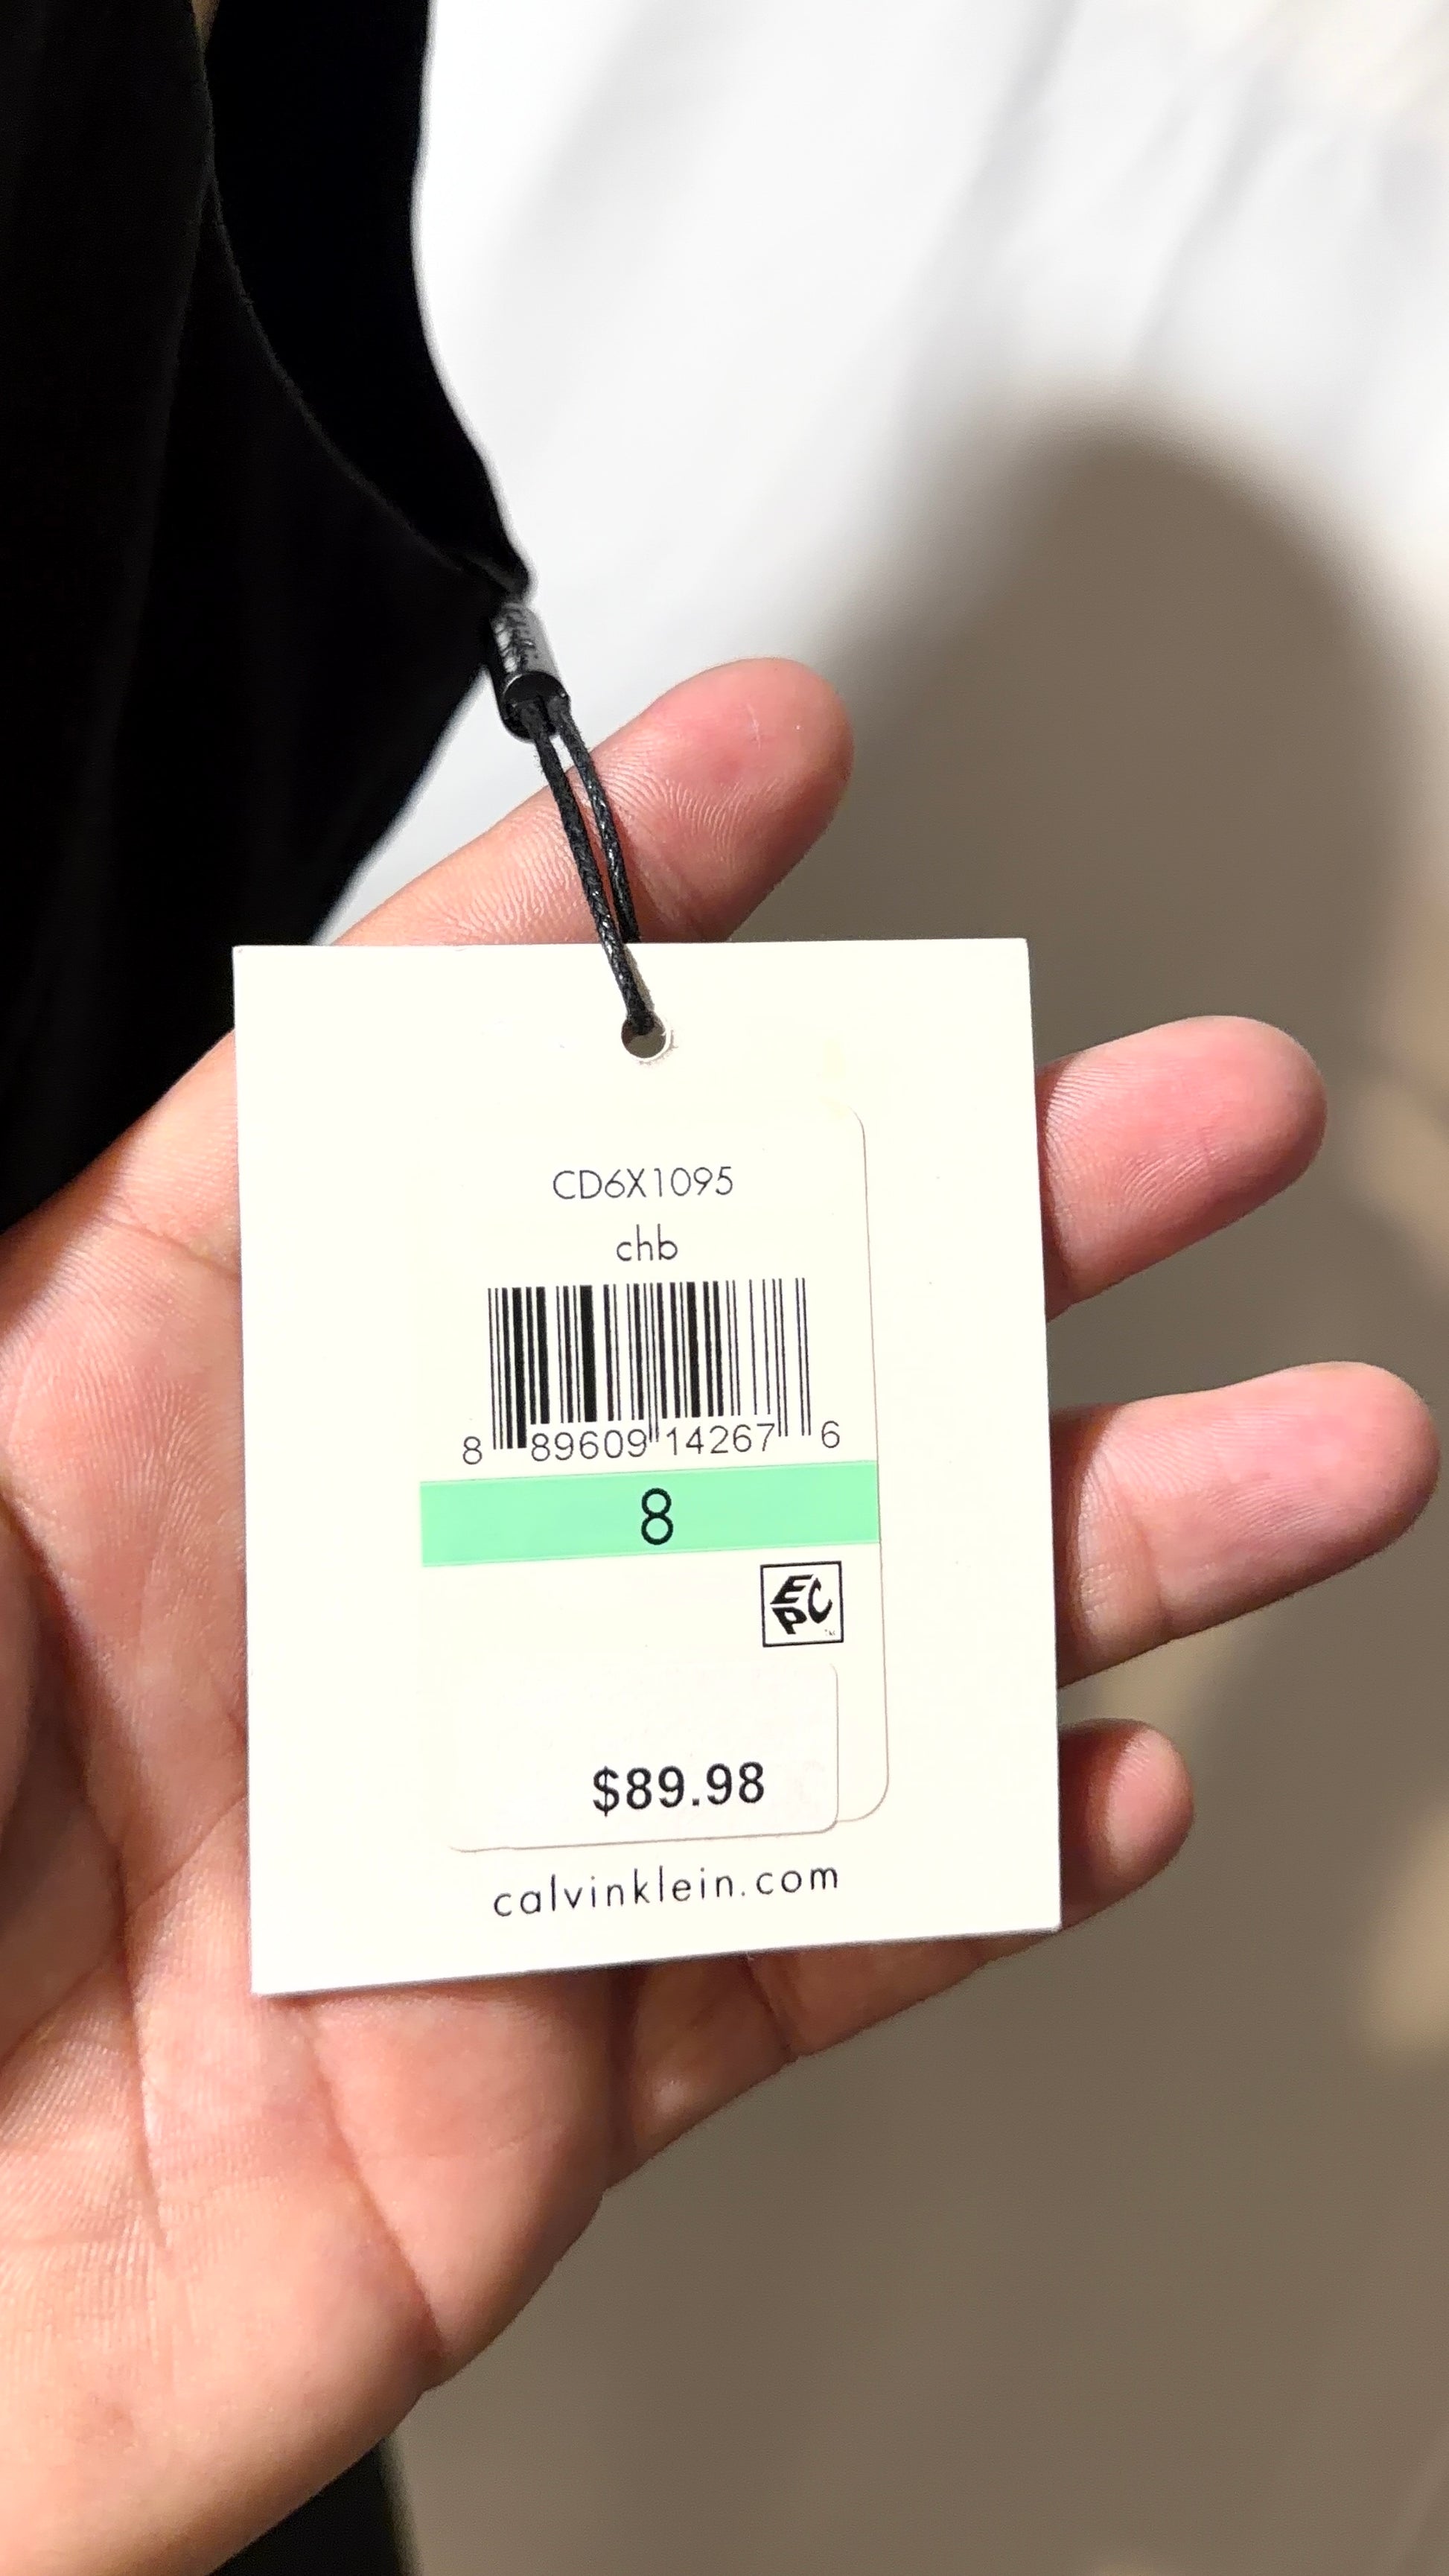 CD6X1095
chb
8 89609 14267 6
8
EPC
$89.98
calvinklein.com